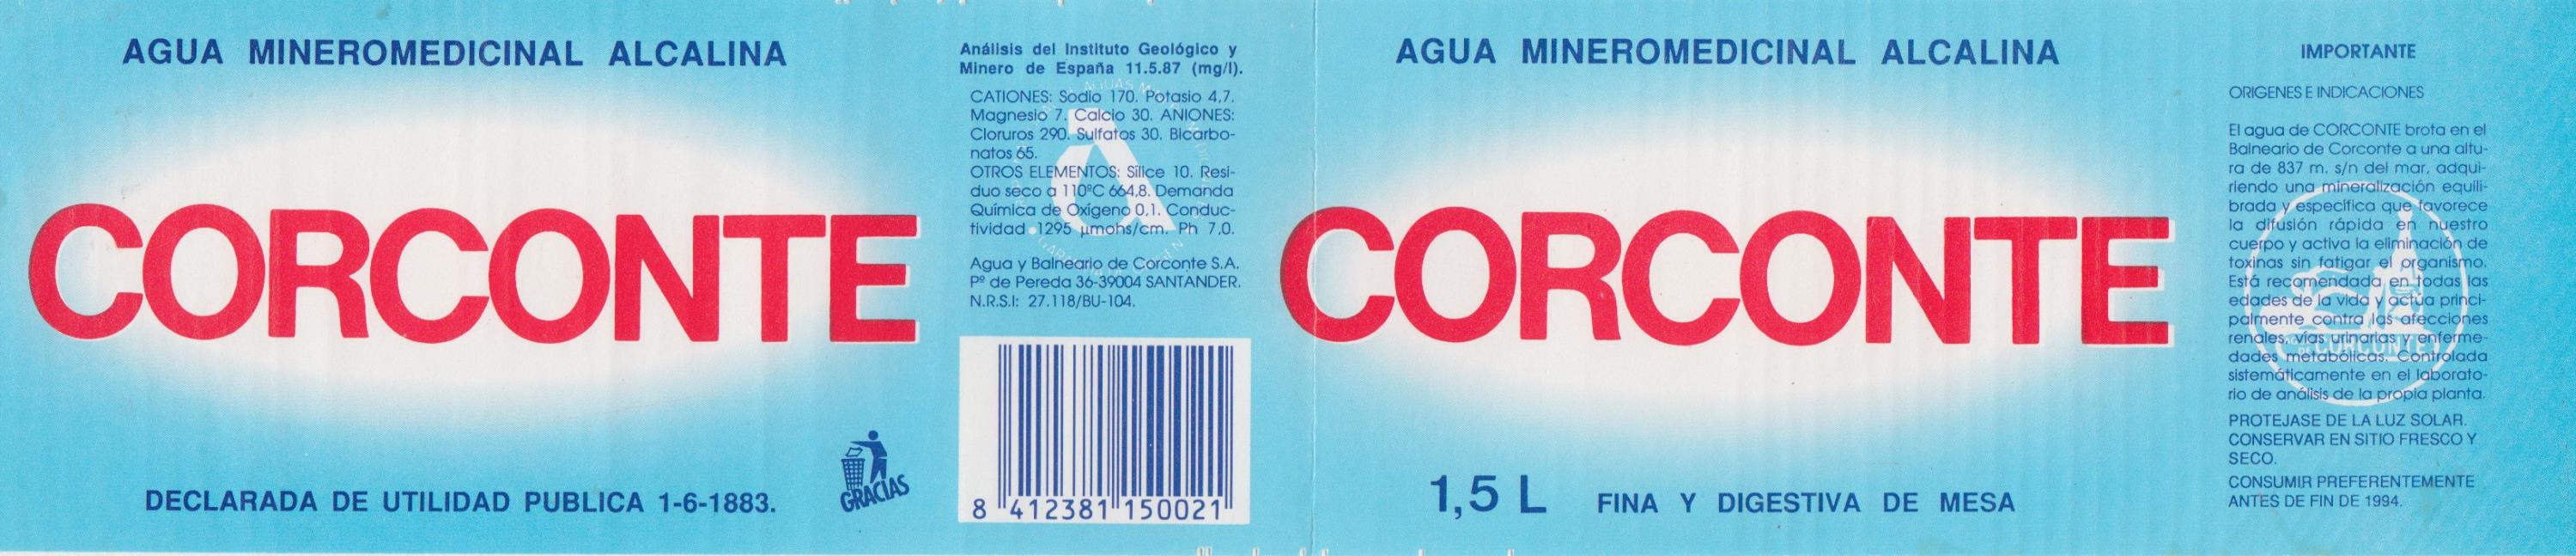 AGUA MINEROMEDICINAL ALCALINA
CORCONTE
DECLARADA DE UTILIDAD PUBLICA 1-6-1883.
GRACIAS
Análisis del Instituto Geológico y
Minero de España 11.5.87 (mg/l).
CATIONES: Sodio 170. Potasio 4,7.
Magnesio 7. Calcio 30. ANIONES:
Cloruros 290. Sulfatos 30. Bicarbo-
natos 65.
OTROS ELEMENTOS: Sílice 10. Resi-
duo seco a 110ºC 664,8. Demanda
Química de Oxígeno 0,1. Conduc-
tividad 1295 µmohs/cm. Ph 7,0.
Agua y Balneario de Corconte S.A.
Pº de Pereda 36-39004 SANTANDER.
N.R.S.I: 27.118/BU-104.
8 412381 150021
AGUA MINEROMEDICINAL ALCALINA
CORCONTE
1,5 L FINA Y DIGESTIVA DE MESA
IMPORTANTE
ORIGENES E INDICACIONES
El agua de CORCONTE brota en el
Balneario de Corconte a una altu-
ra de 837 m. s/n del mar, adqui-
riendo una mineralización equili-
brada y específica que favorece
la difusión rápida en nuestro
cuerpo y activa la eliminación de
toxinas sin fatigar el organismo.
Está recomendada en todas las
edades de la vida y actúa princi-
palmente contra las afecciones
renales, vías urinarias y enferme-
dades metabólicas. Controlada
sistemáticamente en el laborato-
rio de análisis de la propia planta.
CORCONTE
PROTEJASE DE LA LUZ SOLAR.
CONSERVAR EN SITIO FRESCO Y
SECO.
CONSUMIR PREFERENTEMENTE
ANTES DE FIN DE 1994.